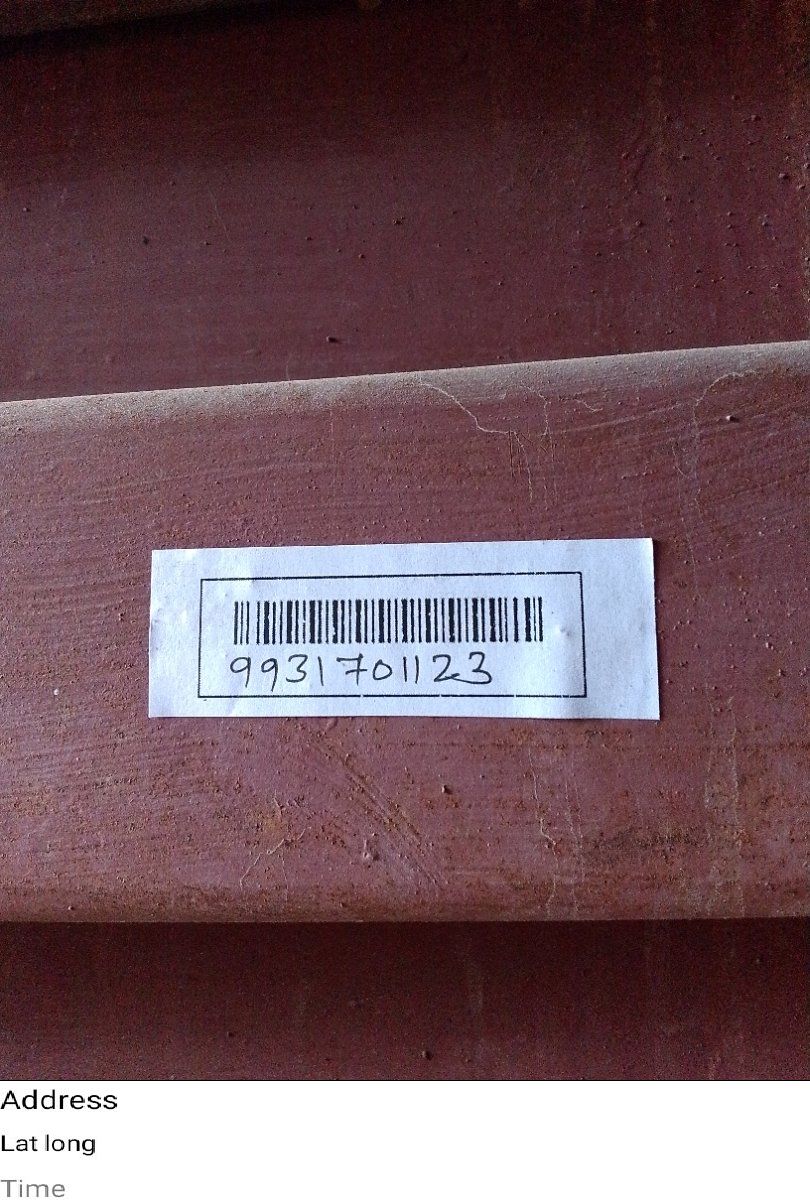 9931701123
Address
Lat long
Time